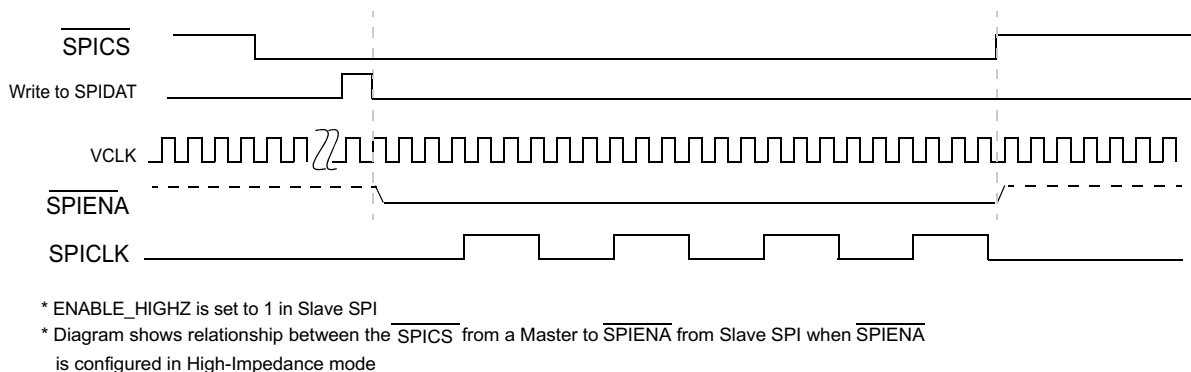 SPICS
Write to SPIDAT
VCLK
SPIENA
SPICLK
* ENABLE_HIGHZ is set to 1 in Slave SPI
* Diagram shows relationship between the SPICS from a Master to SPIENA from Slave SPI when SPIENA
is configured in High-Impedance mode